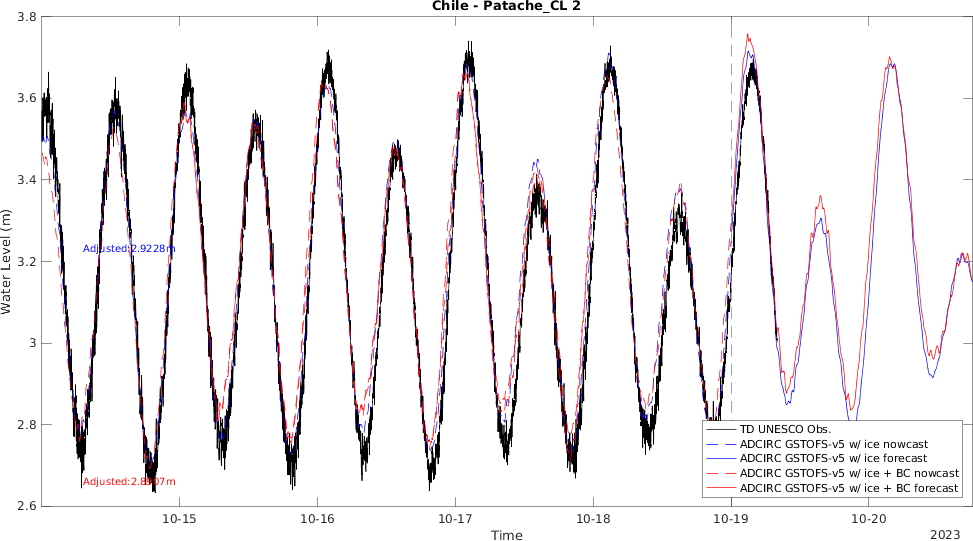 Chile - Patache_CL 2
3.8
3.6
3.4
3.2
3
2.8
2.6
Water Level (m)
Adjusted:2.9228m
Adjusted:2.8907m
TD UNESCO Obs.
ADCIRC GSTOFS-v5 w/ ice nowcast
ADCIRC GSTOFS-v5 w/ ice forecast
ADCIRC GSTOFS-v5 w/ ice + BC nowcast
ADCIRC GSTOFS-v5 w/ ice + BC forecast
10-15 10-16 10-17 10-18 10-19 10-20
Time
2023